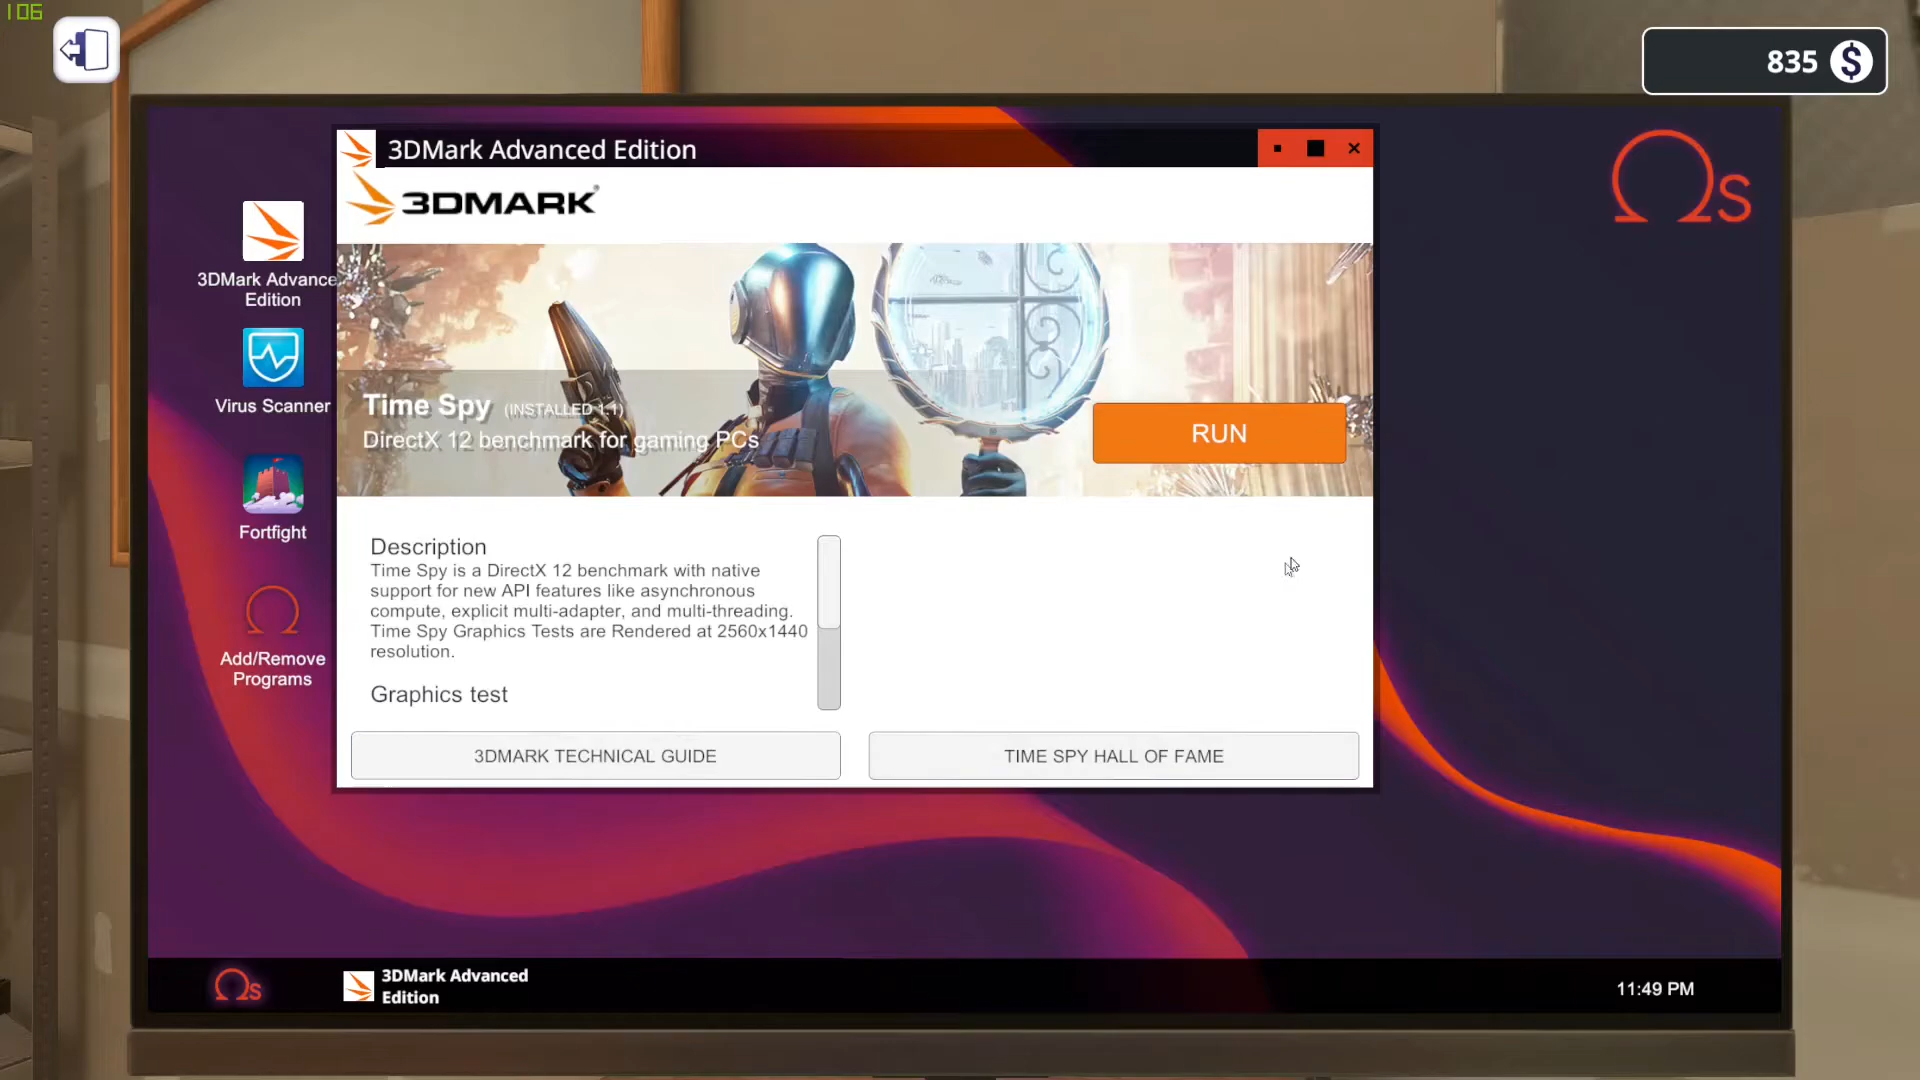 106
835
3DMark Advanced Edition
3DMARK
3DMark Advance
Edition
Virus Scanner
Fortfight
Add/Remove
Programs
Time Spy (INSTALLED 1.1)
DirectX 12 benchmark for gaming PCs
RUN
Description
Time Spy is a DirectX 12 benchmark with native
support for new API features like asynchronous
compute, explicit multi-adapter, and multi-threading.
Time Spy Graphics Tests are Rendered at 2560x1440
resolution.
Graphics test
3DMARK TECHNICAL GUIDE
TIME SPY HALL OF FAME
Ωs
Ωs
3DMark Advanced
Edition
11:49 PM